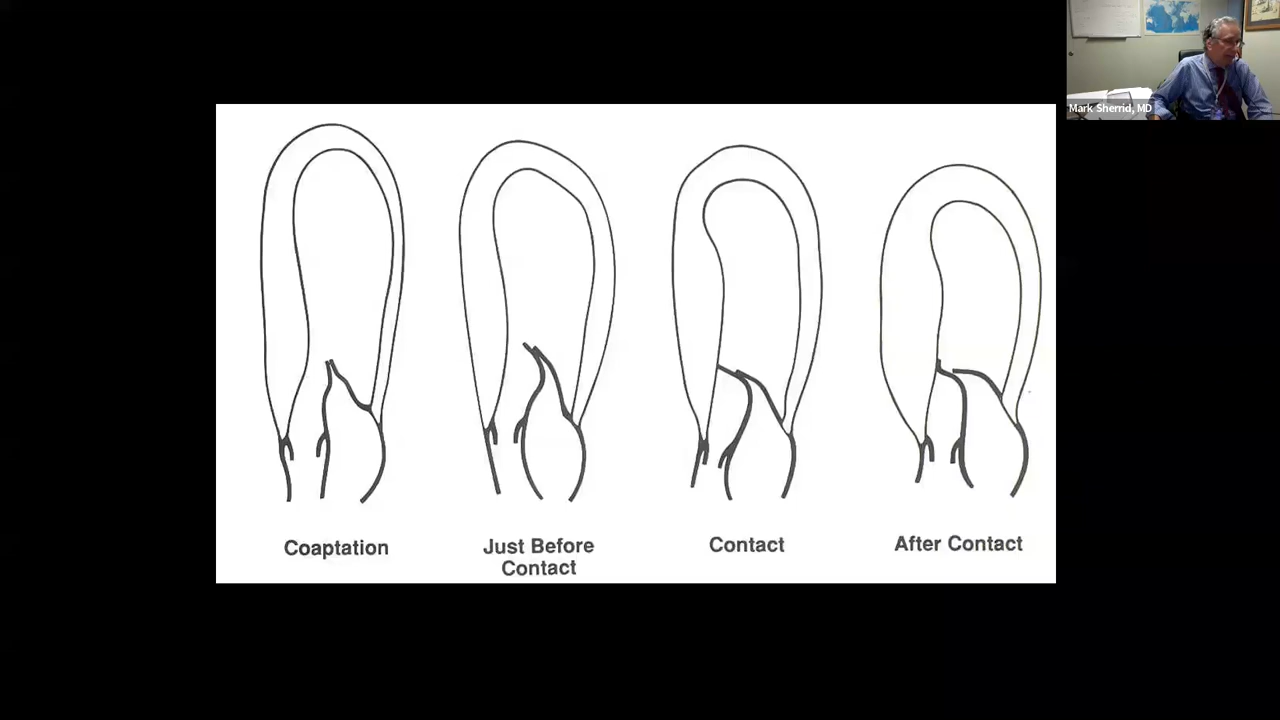 Mark Sherrid, MD
Coaptation
Just Before
Contact
Contact
After Contact